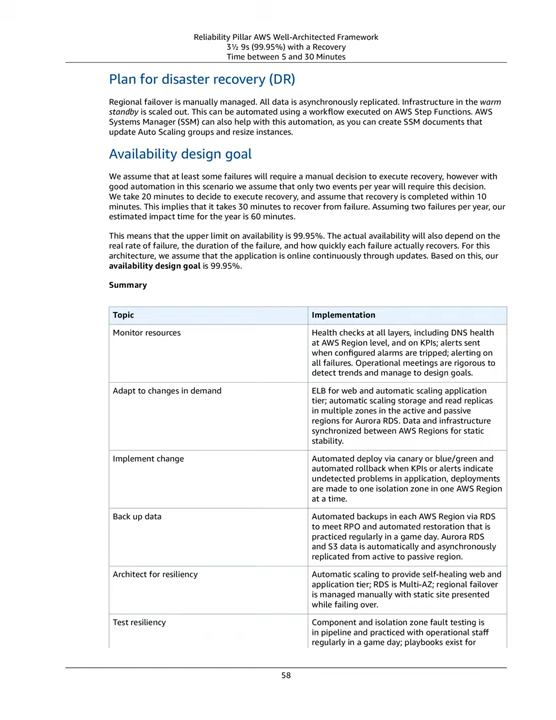 Reliability Pillar AWS Well-Architected Framework
3½ 9s (99.95%) with a Recovery
Time between 5 and 30 Minutes
Plan for disaster recovery (DR)
Regional failover is manually managed. All data is asynchronously replicated. Infrastructure in the warm
standby is scaled out. This can be automated using a workflow executed on AWS Step Functions. AWS
Systems Manager (SSM) can also help with this automation, as you can create SSM documents that
update Auto Scaling groups and resize instances.
Availability design goal
We assume that at least some failures will require a manual decision to execute recovery, however with
good automation in this scenario we assume that only two events per year will require this decision.
We take 20 minutes to decide to execute recovery, and assume that recovery is completed within 10
minutes. This implies that it takes 30 minutes to recover from failure. Assuming two failures per year, our
estimated impact time for the year is 60 minutes.
This means that the upper limit on availability is 99.95%. The actual availability will also depend on the
real rate of failure, the duration of the failure, and how quickly each failure actually recovers. For this
architecture, we assume that the application is online continuously through updates. Based on this, our
availability design goal is 99.95%.
Summary
Topic
Implementation
Monitor resources
Health checks at all layers, including DNS health
at AWS Region level, and on KPIs; alerts sent
when configured alarms are tripped; alerting on
all failures. Operational meetings are rigorous to
detect trends and manage to design goals.
Adapt to changes in demand
ELB for web and automatic scaling application
tier; automatic scaling storage and read replicas
in multiple zones in the active and passive
regions for Aurora RDS. Data and infrastructure
synchronized between AWS Regions for static
stability.
Implement change
Automated deploy via canary or blue/green and
automated rollback when KPIs or alerts indicate
undetected problems in application, deployments
are made to one isolation zone in one AWS Region
at a time.
Back up data
Automated backups in each AWS Region via RDS
to meet RPO and automated restoration that is
practiced regularly in a game day. Aurora RDS
and S3 data is automatically and asynchronously
replicated from active to passive region.
Architect for resiliency
Automatic scaling to provide self-healing web and
application tier; RDS is Multi-AZ; regional failover
is managed manually with static site presented
while failing over.
Test resiliency
Component and isolation zone fault testing is
in pipeline and practiced with operational staff
regularly in a game day; playbooks exist for
58